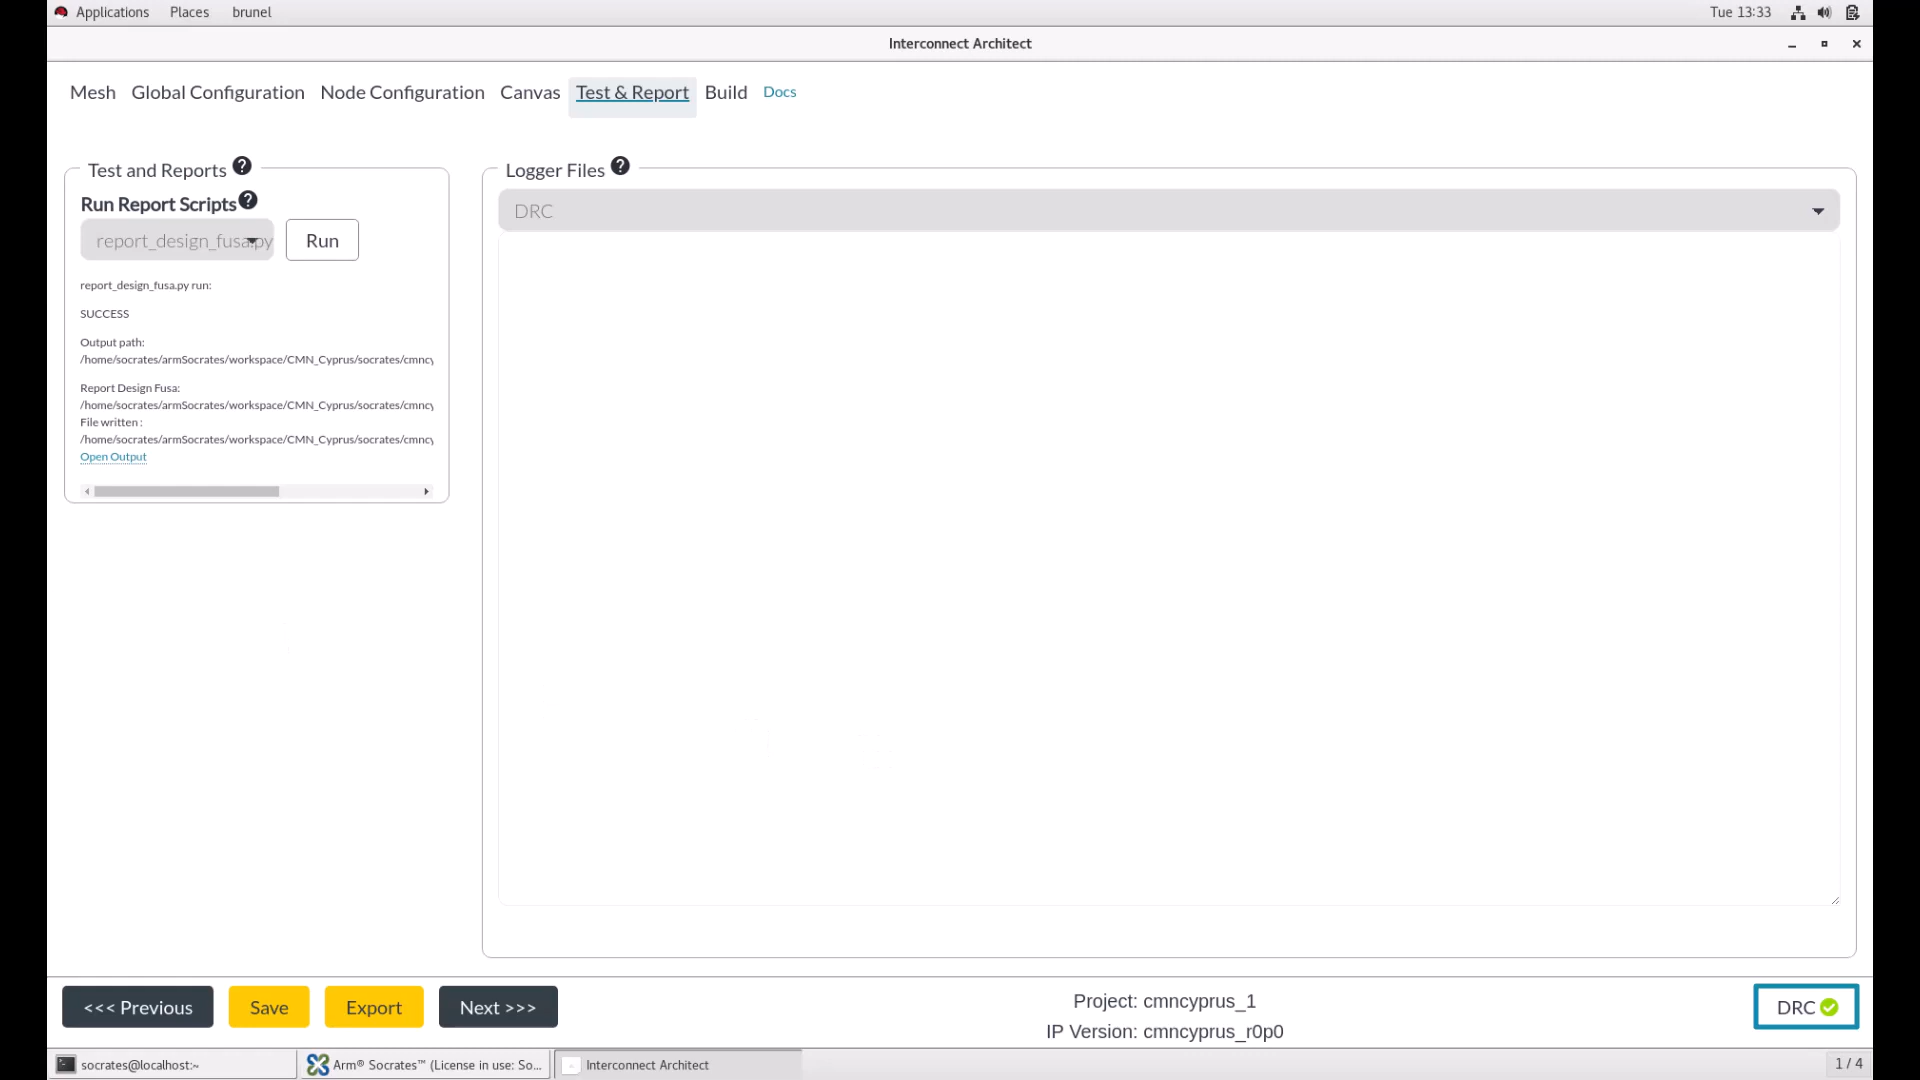 Applications Places brunel Tue 13:33
Interconnect Architect
Mesh Global Configuration Node Configuration Canvas Test & Report Build Docs
Test and Reports
Run Report Scripts
report_design_fusa.py Run
report_design_fusa.py run:
SUCCESS
Output path:
/home/socrates/armSocrates/workspace/CMN_Cyprus/socrates/cmncy
Report Design Fusa:
/home/socrates/armSocrates/workspace/CMN_Cyprus/socrates/cmncy
File written :
/home/socrates/armSocrates/workspace/CMN_Cyprus/socrates/cmncy
Open Output
Logger Files
DRC
<<< Previous Save Export Next >>>
Project: cmncyprus_1
IP Version: cmncyprus_r0p0
DRC
socrates@localhost:~ Arm® Socrates™ (License in use: So... Interconnect Architect 1 / 4